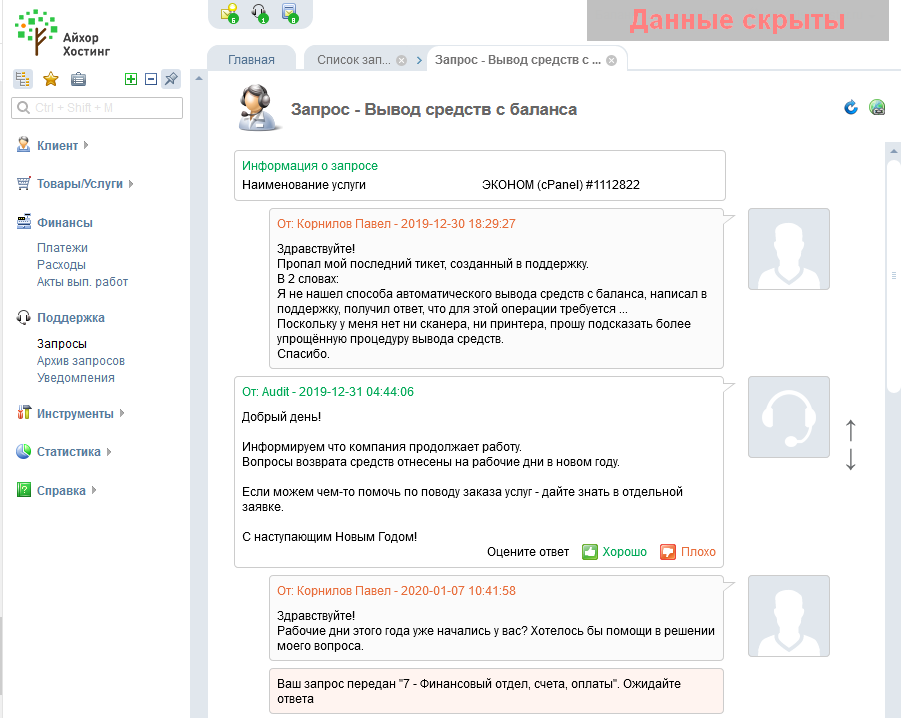 Айхор
Хостинг
5
1
8
Данные скрыты
Главная
Список зап...
Запрос - Вывод средств с ...
Ctrl + Shift + M
Клиент
Товары/Услуги
Финансы
Платежи
Расходы
Акты вып. работ
Поддержка
Запросы
Архив запросов
Уведомления
Инструменты
Статистика
Справка
Запрос - Вывод средств с баланса
Информация о запросе
Наименование услуги ЭКОНОМ (cPanel) #1112822
От: Корнилов Павел - 2019-12-30 18:29:27
Здравствуйте!
Пропал мой последний тикет, созданный в поддержку.
В 2 словах:
Я не нашел способа автоматического вывода средств с баланса, написал в
поддержку, получил ответ, что для этой операции требуется ...
Поскольку у меня нет ни сканера, ни принтера, прошу подсказать более
упрощённую процедуру вывода средств.
Спасибо.
От: Audit - 2019-12-31 04:44:06
Добрый день!
Информируем что компания продолжает работу.
Вопросы возврата средств отнесены на рабочие дни в новом году.
Если можем чем-то помочь по поводу заказа услуг - дайте знать в отдельной
заявке.
С наступающим Новым Годом!
Оцените ответ Хорошо Плохо
От: Корнилов Павел - 2020-01-07 10:41:58
Здравствуйте!
Рабочие дни этого года уже начались у вас? Хотелось бы помощи в решении
моего вопроса.
Ваш запрос передан "7 - Финансовый отдел, счета, оплаты". Ожидайте
ответа